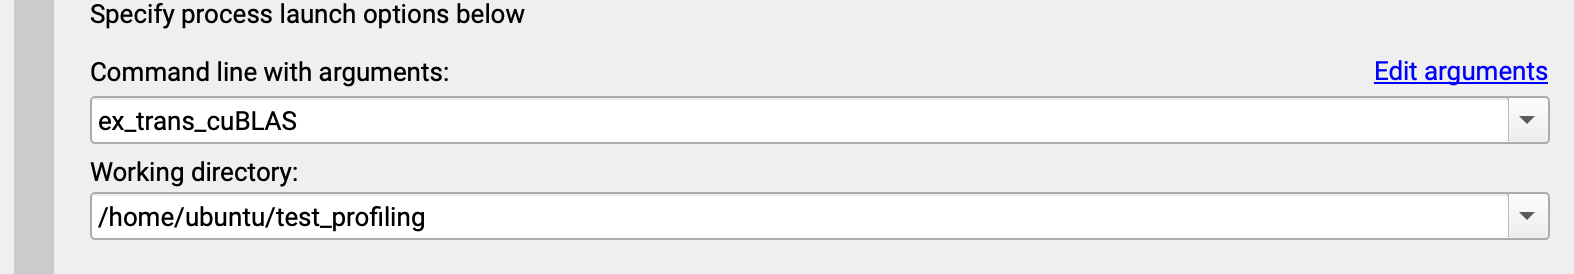 Specify process launch options below
Command line with arguments:
Edit arguments
ex_trans_cuBLAS
Working directory:
/home/ubuntu/test_profiling